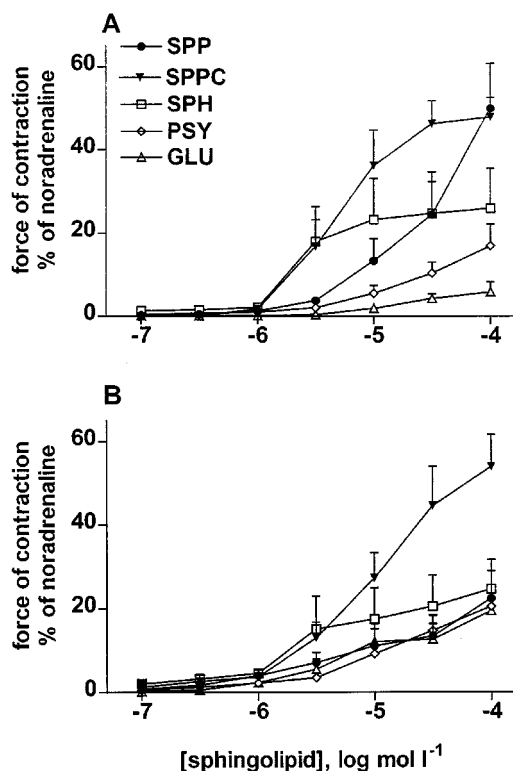 A
SPP
SPPC
SPH
PSY
GLU
force of contraction
% of noradrenaline
60
40
20
0
-7
-6
-5
-4
B
force of contraction
% of noradrenaline
60
40
20
0
-7
-6
-5
-4
[sphingolipid], log mol l⁻¹